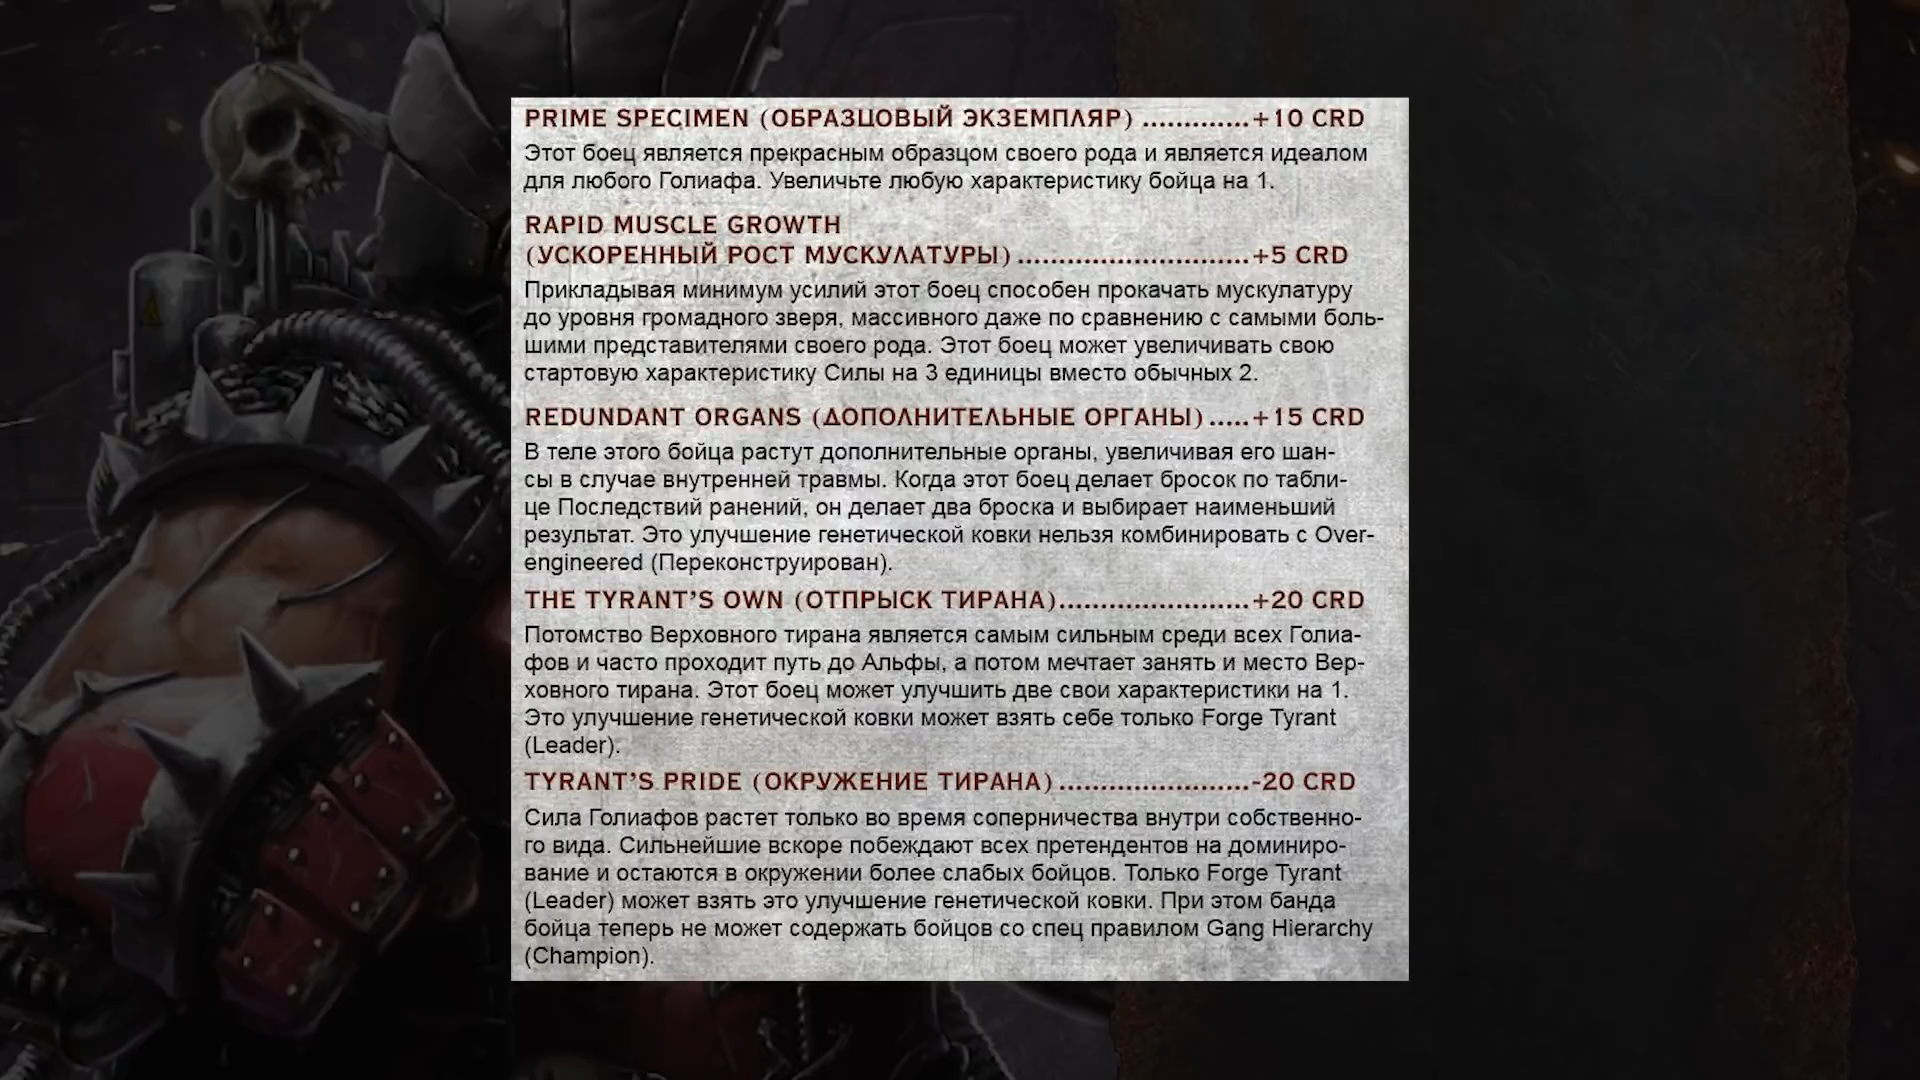 PRIME SPECIMEN (ОБРАЗЦОВЫЙ ЭКЗЕМПЛЯР) .............+10 CRD
Этот боец является прекрасным образцом своего рода и является идеалом
для любого Голиафа. Увеличьте любую характеристику бойца на 1.
RAPID MUSCLE GROWTH
(УСКОРЕННЫЙ РОСТ МУСКУЛАТУРЫ) ...........................+5 CRD
Прикладывая минимум усилий этот боец способен прокачать мускулатуру
до уровня громадного зверя, массивного даже по сравнению с самыми боль-
шими представителями своего рода. Этот боец может увеличивать свою
стартовую характеристику Силы на 3 единицы вместо обычных 2.
REDUNDANT ORGANS (ДОПОЛНИТЕЛЬНЫЕ ОРГАНЫ) .....+15 CRD
В теле этого бойца растут дополнительные органы, увеличивая его шан-
сы в случае внутренней травмы. Когда этот боец делает бросок по табли-
це Последствий ранений, он делает два броска и выбирает наименьший
результат. Это улучшение генетической ковки нельзя комбинировать с Over-
engineered (Переконструирован).
THE TYRANT’S OWN (ОТПРЫСК ТИРАНА)......................+20 CRD
Потомство Верховного тирана является самым сильным среди всех Голиа-
фов и часто проходит путь до Альфы, а потом мечтает занять и место Вер-
ховного тирана. Этот боец может улучшить две свои характеристики на 1.
Это улучшение генетической ковки может взять себе только Forge Tyrant
(Leader).
TYRANT’S PRIDE (ОКРУЖЕНИЕ ТИРАНА)......................-20 CRD
Сила Голиафов растет только во время соперничества внутри собственно-
го вида. Сильнейшие вскоре побеждают всех претендентов на доминиро-
вание и остаются в окружении более слабых бойцов. Только Forge Tyrant
(Leader) может взять это улучшение генетической ковки. При этом банда
бойца теперь не может содержать бойцов со спец правилом Gang Hierarchy
(Champion).